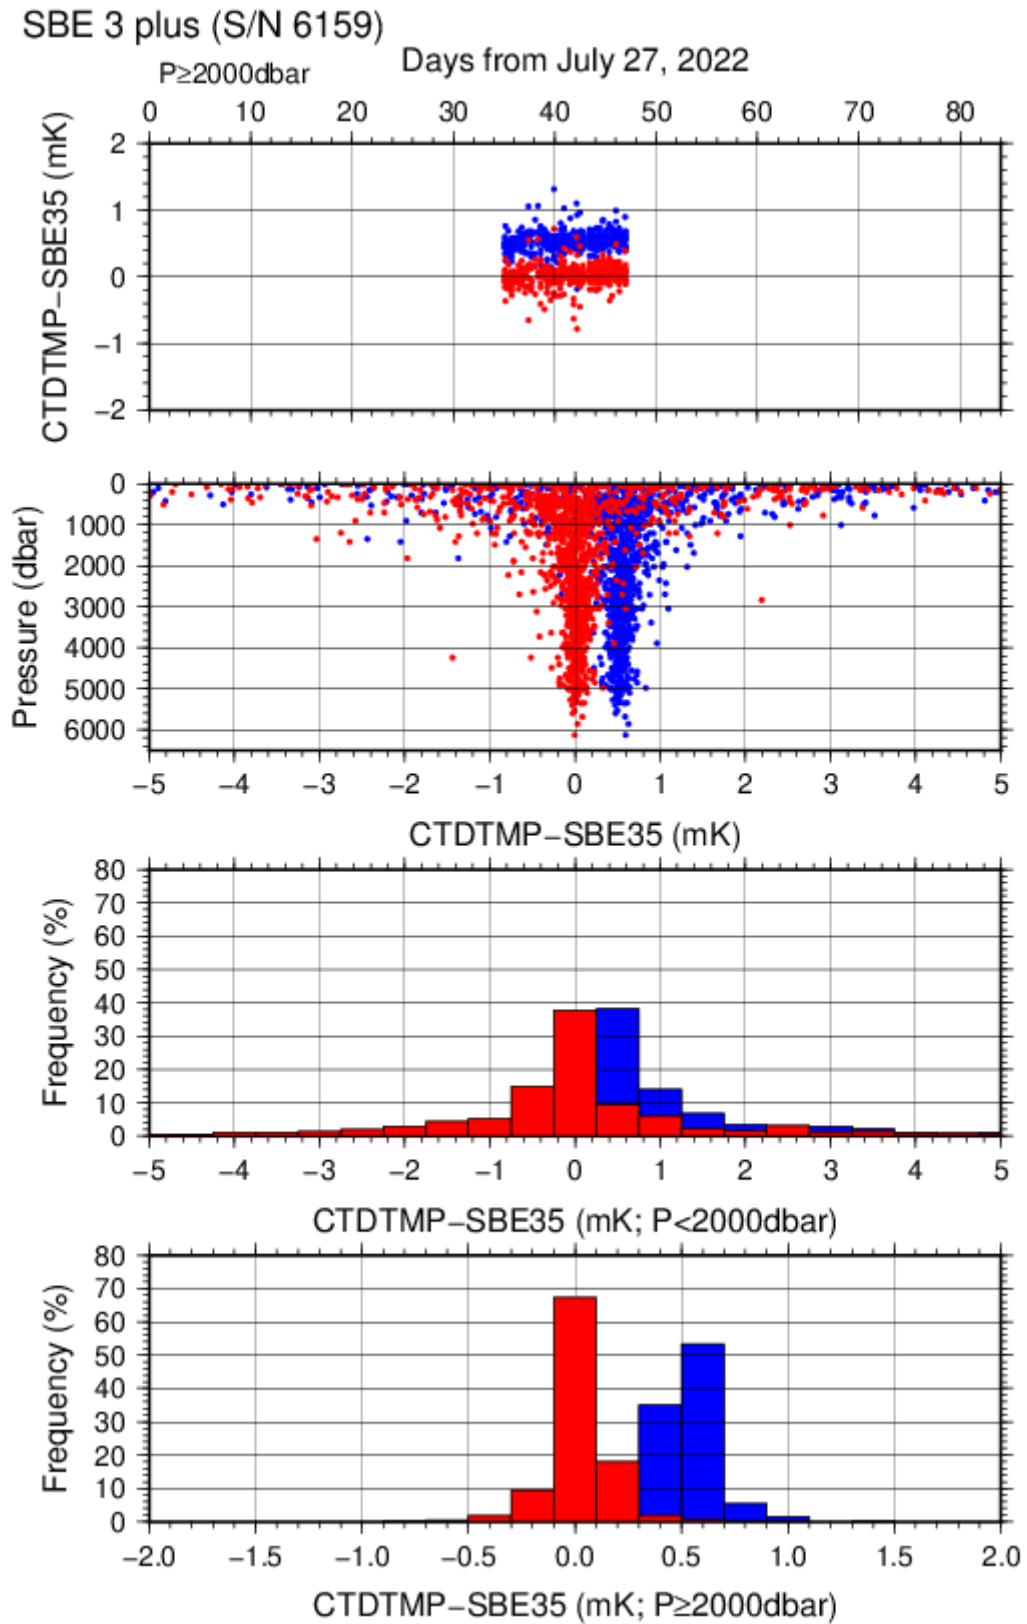 SBE 3 plus (S/N 6159)
P≥2000dbar
Days from July 27, 2022
0 10 20 30 40 50 60 70 80
CTDTMP−SBE35 (mK)
2
1
0
−1
−2
Pressure (dbar)
0
1000
2000
3000
4000
5000
6000
−5 −4 −3 −2 −1 0 1 2 3 4 5
CTDTMP−SBE35 (mK)
Frequency (%)
80
70
60
50
40
30
20
10
0
−5 −4 −3 −2 −1 0 1 2 3 4 5
CTDTMP−SBE35 (mK; P<2000dbar)
Frequency (%)
80
70
60
50
40
30
20
10
0
−2.0 −1.5 −1.0 −0.5 0.0 0.5 1.0 1.5 2.0
CTDTMP−SBE35 (mK; P≥2000dbar)